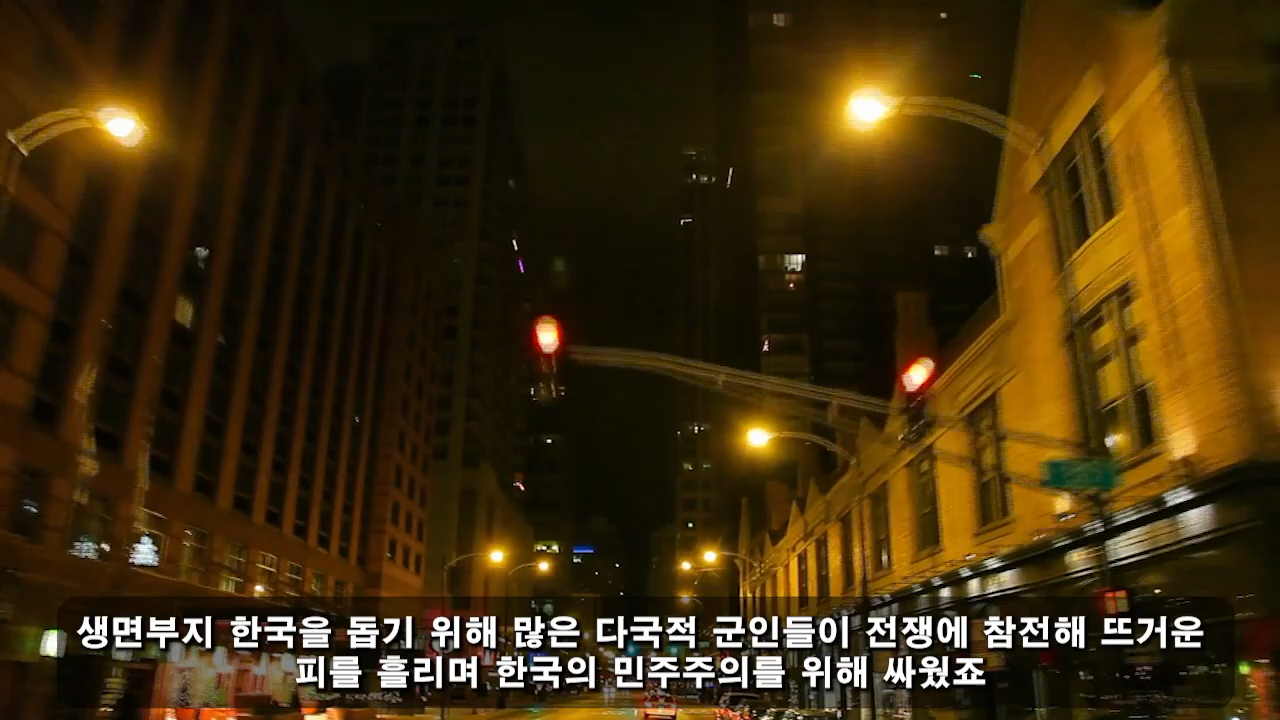 생면부지 한국을 돕기 위해 많은 다국적 군인들이 전쟁에 참전해 뜨거운
피를 흘리며 한국의 민주주의를 위해 싸웠죠